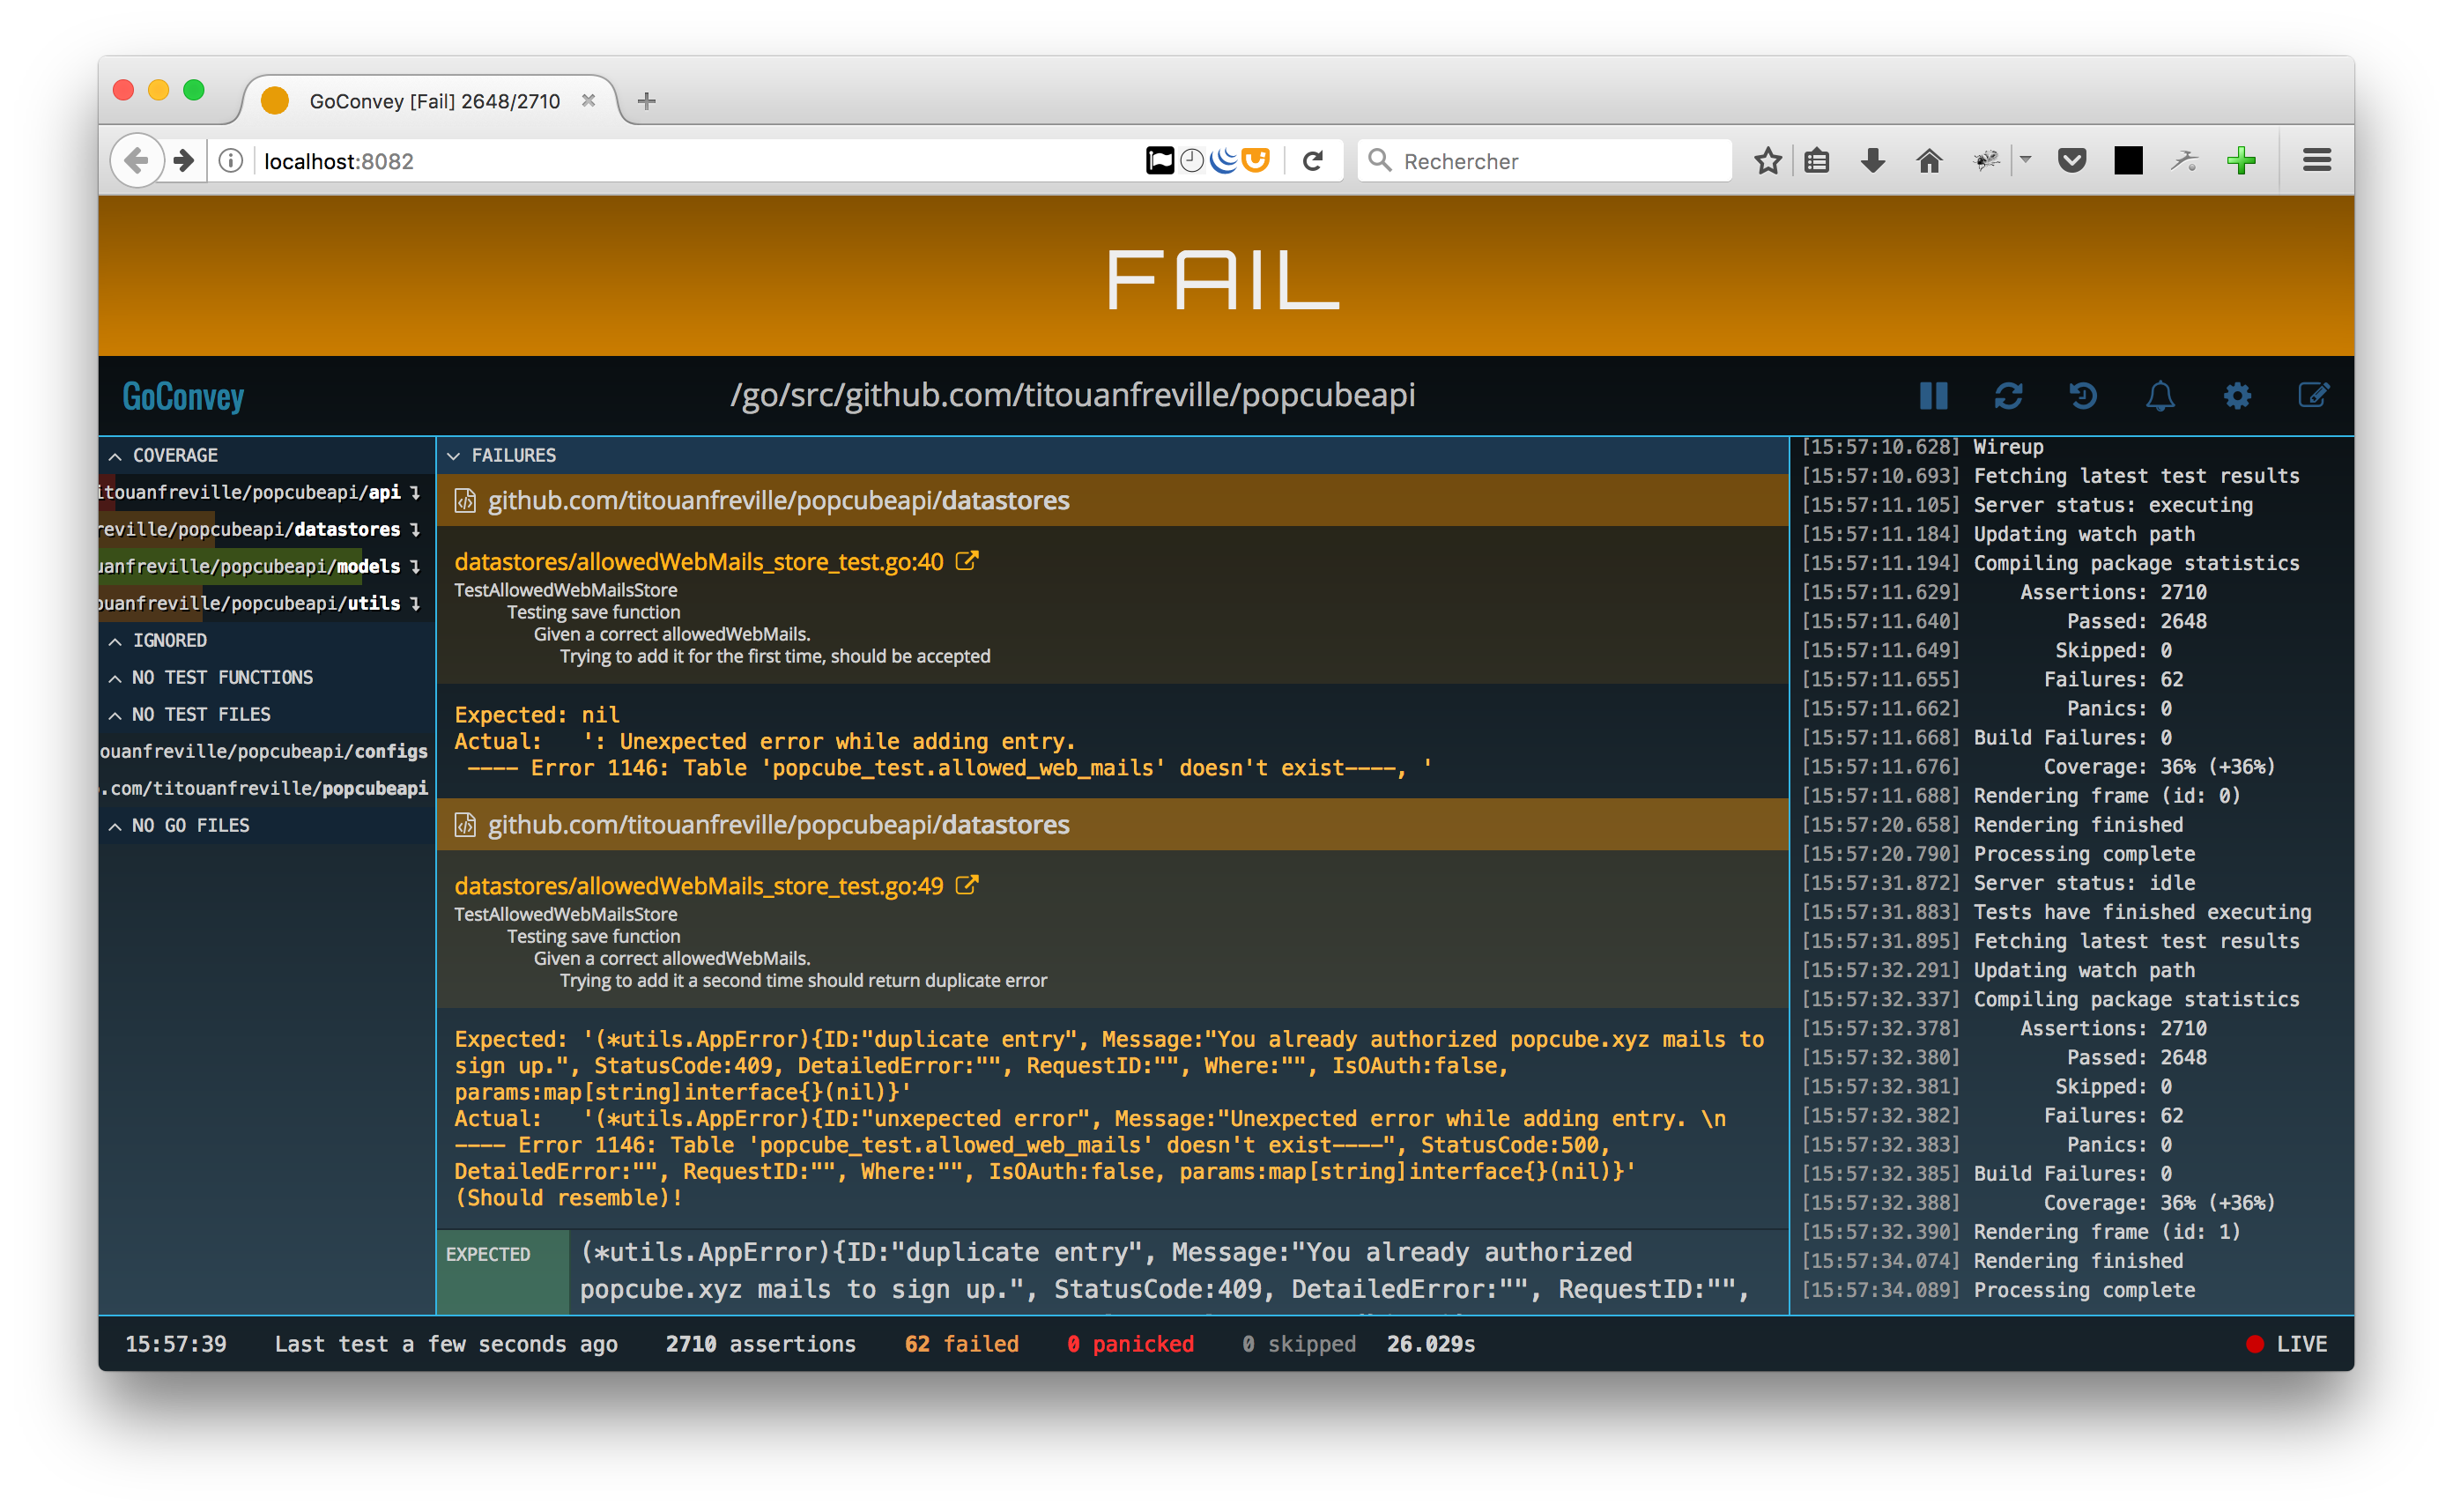 GoConvey [Fail] 2648/2710
localhost:8082
Rechercher
FAIL
GoConvey
/go/src/github.com/titouanfreville/popcubeapi
COVERAGE
titouanfreville/popcubeapi/api
reville/popcubeapi/datastores
uanfreville/popcubeapi/models
ouanfreville/popcubeapi/utils
IGNORED
NO TEST FUNCTIONS
NO TEST FILES
ouanfreville/popcubeapi/configs
.com/titouanfreville/popcubeapi
NO GO FILES
FAILURES
github.com/titouanfreville/popcubeapi/datastores
datastores/allowedWebMails_store_test.go:40
TestAllowedWebMailsStore
Testing save function
Given a correct allowedWebMails.
Trying to add it for the first time, should be accepted
Expected: nil
Actual:   ': Unexpected error while adding entry.
---- Error 1146: Table 'popcube_test.allowed_web_mails' doesn't exist----, '
github.com/titouanfreville/popcubeapi/datastores
datastores/allowedWebMails_store_test.go:49
TestAllowedWebMailsStore
Testing save function
Given a correct allowedWebMails.
Trying to add it a second time should return duplicate error
Expected: '(*utils.AppError){ID:"duplicate entry", Message:"You already authorized popcube.xyz mails to
sign up.", StatusCode:409, DetailedError:"", RequestID:"", Where:"", IsOAuth:false,
params:map[string]interface{}(nil)}'
Actual:   '(*utils.AppError){ID:"unxepected error", Message:"Unexpected error while adding entry. \n
---- Error 1146: Table 'popcube_test.allowed_web_mails' doesn't exist----", StatusCode:500,
DetailedError:"", RequestID:"", Where:"", IsOAuth:false, params:map[string]interface{}(nil)}'
(Should resemble)!
EXPECTED
(*utils.AppError){ID:"duplicate entry", Message:"You already authorized
popcube.xyz mails to sign up.", StatusCode:409, DetailedError:"", RequestID:"",
[15:57:10.628] Wireup
[15:57:10.693] Fetching latest test results
[15:57:11.105] Server status: executing
[15:57:11.184] Updating watch path
[15:57:11.194] Compiling package statistics
[15:57:11.629] Assertions: 2710
[15:57:11.640] Passed: 2648
[15:57:11.649] Skipped: 0
[15:57:11.655] Failures: 62
[15:57:11.662] Panics: 0
[15:57:11.668] Build Failures: 0
[15:57:11.676] Coverage: 36% (+36%)
[15:57:11.688] Rendering frame (id: 0)
[15:57:20.658] Rendering finished
[15:57:20.790] Processing complete
[15:57:31.872] Server status: idle
[15:57:31.883] Tests have finished executing
[15:57:31.895] Fetching latest test results
[15:57:32.291] Updating watch path
[15:57:32.337] Compiling package statistics
[15:57:32.378] Assertions: 2710
[15:57:32.380] Passed: 2648
[15:57:32.381] Skipped: 0
[15:57:32.382] Failures: 62
[15:57:32.383] Panics: 0
[15:57:32.385] Build Failures: 0
[15:57:32.388] Coverage: 36% (+36%)
[15:57:32.390] Rendering frame (id: 1)
[15:57:34.074] Rendering finished
[15:57:34.089] Processing complete
15:57:39 Last test a few seconds ago 2710 assertions 62 failed 0 panicked 0 skipped 26.029s LIVE